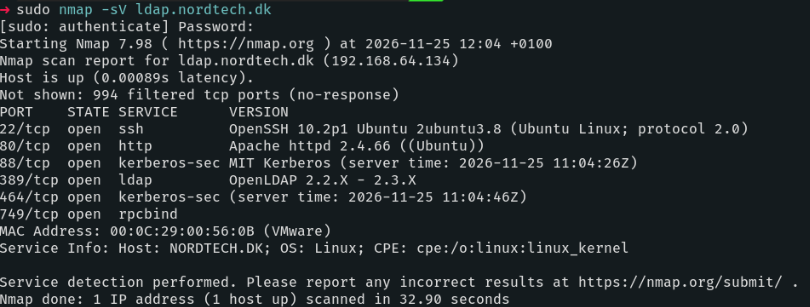 → sudo nmap -sV ldap.nordtech.dk
[sudo: authenticate] Password:
Starting Nmap 7.98 ( https://nmap.org ) at 2026-11-25 12:04 +0100
Nmap scan report for ldap.nordtech.dk (192.168.64.134)
Host is up (0.00089s latency).
Not shown: 994 filtered tcp ports (no-response)
PORT    STATE SERVICE      VERSION
22/tcp  open  ssh          OpenSSH 10.2p1 Ubuntu 2ubuntu3.8 (Ubuntu Linux; protocol 2.0)
80/tcp  open  http         Apache httpd 2.4.66 ((Ubuntu))
88/tcp  open  kerberos-sec MIT Kerberos (server time: 2026-11-25 11:04:26Z)
389/tcp open  ldap         OpenLDAP 2.2.X - 2.3.X
464/tcp open  kerberos-sec (server time: 2026-11-25 11:04:46Z)
749/tcp open  rpcbind
MAC Address: 00:0C:29:00:56:0B (VMware)
Service Info: Host: NORDTECH.DK; OS: Linux; CPE: cpe:/o:linux:linux_kernel

Service detection performed. Please report any incorrect results at https://nmap.org/submit/ .
Nmap done: 1 IP address (1 host up) scanned in 32.90 seconds